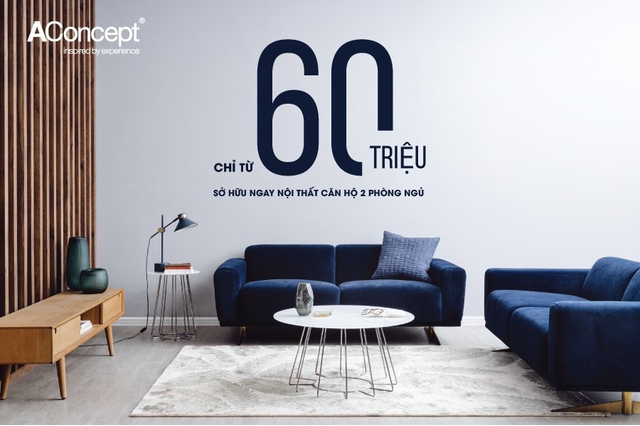 AConcept®
inspired by experience
CHỈ TỪ 60 TRIỆU
SỞ HỮU NGAY NỘI THẤT CĂN HỘ 2 PHÒNG NGỦ